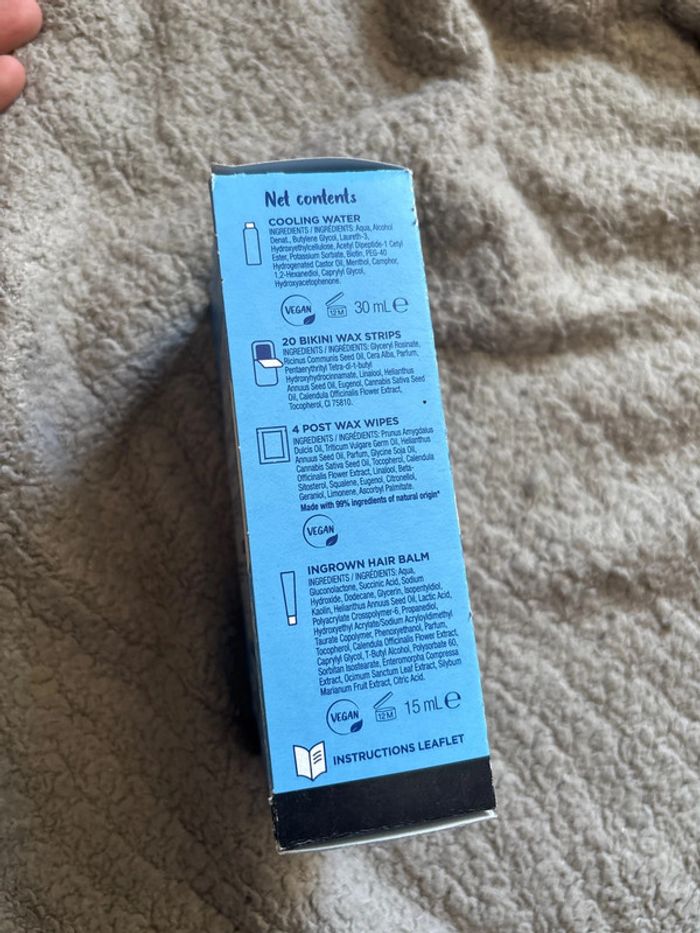 Net contents
COOLING WATER
INGREDIENTS / INGRÉDIENTS: Aqua, Alcohol
Denat., Butylene Glycol, Laureth-3,
Hydroxyethylcellulose, Acetyl Dipeptide-1 Cetyl
Ester, Potassium Sorbate, Biotin, PEG-40
Hydrogenated Castor Oil, Menthol, Camphor,
1,2-Hexanediol, Caprylyl Glycol,
Hydroxyacetophenone.
VEGAN 12M 30 mL e
20 BIKINI WAX STRIPS
INGREDIENTS / INGRÉDIENTS: Glyceryl Rosinate,
Ricinus Communis Seed Oil, Cera Alba, Parfum,
Pentaerythrityl Tetra-di-t-butyl
Hydroxyhydrocinnamate, Linalool, Helianthus
Annuus Seed Oil, Eugenol, Cannabis Sativa Seed
Oil, Calendula Officinalis Flower Extract,
Tocopherol, CI 75810.
4 POST WAX WIPES
INGREDIENTS / INGRÉDIENTS: Prunus Amygdalus
Dulcis Oil, Triticum Vulgare Germ Oil, Helianthus
Annuus Seed Oil, Parfum, Glycine Soja Oil,
Cannabis Sativa Seed Oil, Tocopherol, Calendula
Officinalis Flower Extract, Linalool, Beta-
Sitosterol, Squalene, Eugenol, Citronellol,
Geraniol, Limonene, Ascorbyl Palmitate.
Made with 99% ingredients of natural origin*
VEGAN
INGROWN HAIR BALM
INGREDIENTS / INGRÉDIENTS: Aqua,
Gluconolactone, Succinic Acid, Sodium
Hydroxide, Dodecane, Glycerin, Isopentyldiol,
Kaolin, Helianthus Annuus Seed Oil, Lactic Acid,
Polyacrylate Crosspolymer-6, Propanediol,
Hydroxyethyl Acrylate/Sodium Acryloyldimethyl
Taurate Copolymer, Phenoxyethanol, Parfum,
Tocopherol, Calendula Officinalis Flower Extract,
Caprylyl Glycol, T-Butyl Alcohol, Polysorbate 60,
Sorbitan Isostearate, Enteromorpha Compressa
Extract, Ocimum Sanctum Leaf Extract, Silybum
Marianum Fruit Extract, Citric Acid.
VEGAN 12M 15 mL e
INSTRUCTIONS LEAFLET